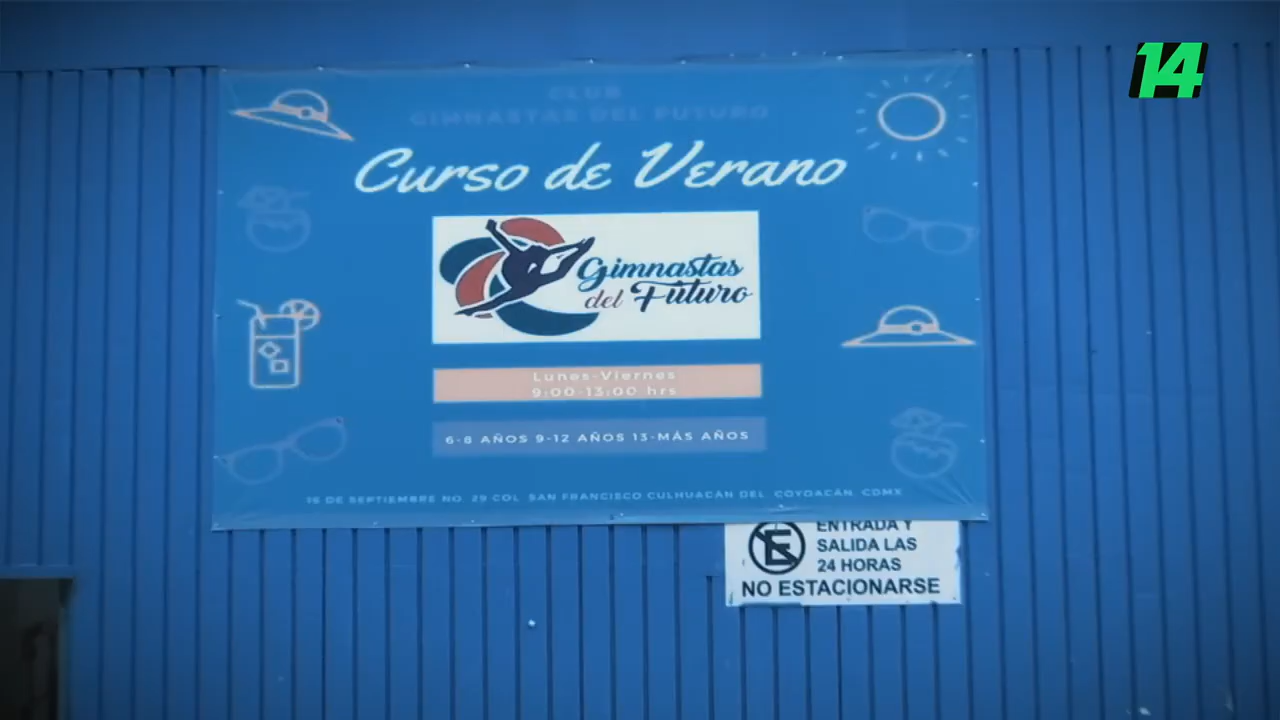 14
CLUB
GIMNASTAS DEL FUTURO
Curso de Verano
Gimnastas
del Futuro
Lunes-Viernes
9:00-13:00 hrs
6-8 AÑOS 9-12 AÑOS 13-MÁS AÑOS
16 DE SEPTIEMBRE NO. 29 COL. SAN FRANCISCO CULHUACÁN DEL. COYOACÁN. CDMX
ENTRADA Y
SALIDA LAS
24 HORAS
NO ESTACIONARSE